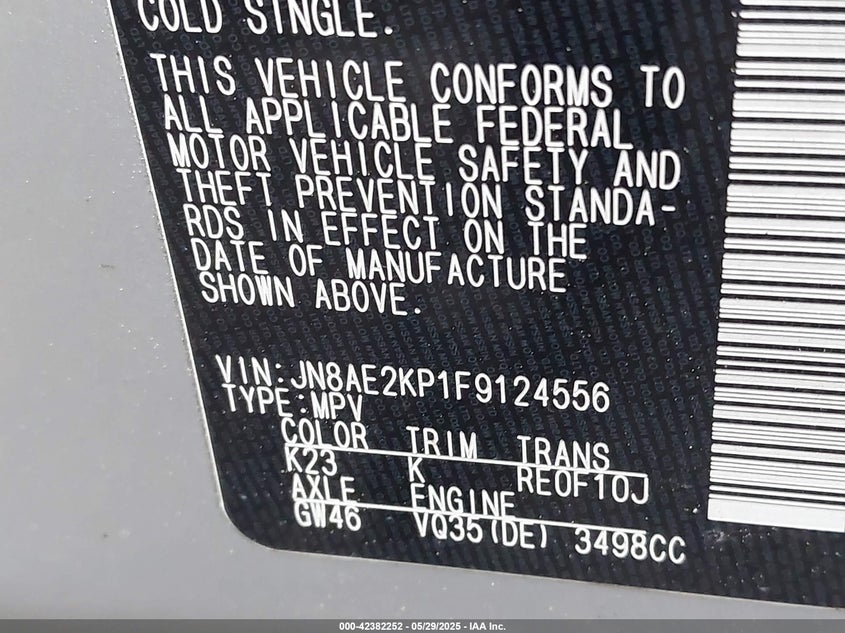 COLD SINGLE.
THIS VEHICLE CONFORMS TO
ALL APPLICABLE FEDERAL
MOTOR VEHICLE SAFETY AND
THEFT PREVENTION STANDA-
RDS IN EFFECT ON THE
DATE OF MANUFACTURE
SHOWN ABOVE.
VIN:JN8AE2KP1F9124556
TYPE:MPV
COLOR TRIM TRANS
K23 K RE0F10J
AXLE ENGINE
GW46 VQ35(DE) 3498CC
000-42382252 - 05/29/2025 - IAA Inc.